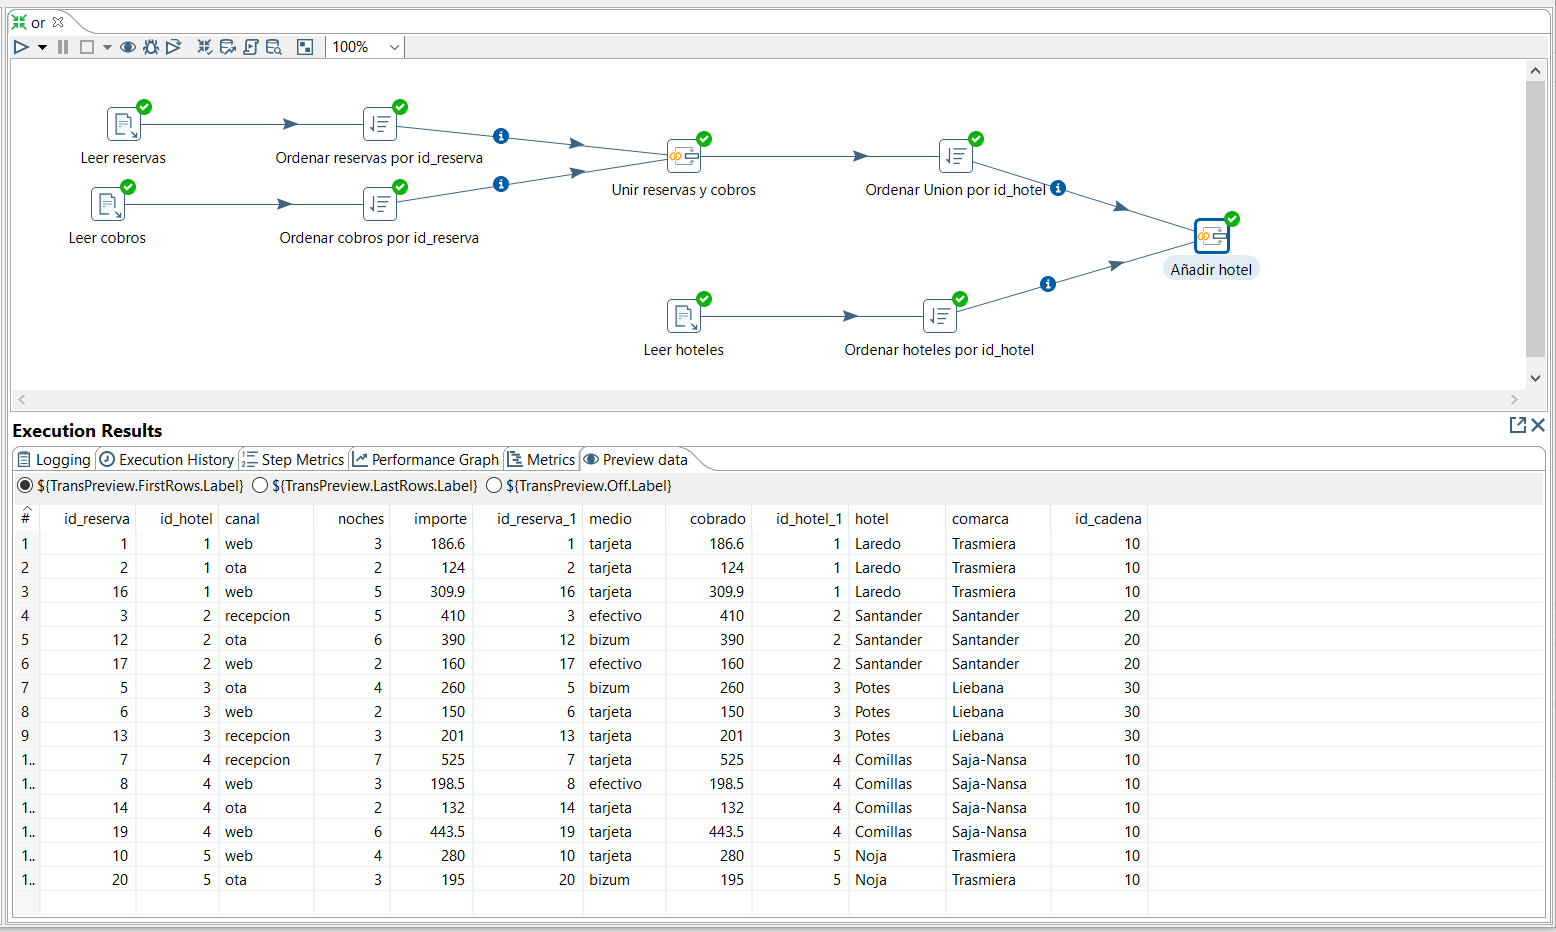 or
100%
Leer reservas
Ordenar reservas por id_reserva
Unir reservas y cobros
Ordenar Union por id_hotel
Leer cobros
Ordenar cobros por id_reserva
Añadir hotel
Leer hoteles
Ordenar hoteles por id_hotel
Execution Results
Logging Execution History Step Metrics Performance Graph Metrics Preview data
${TransPreview.FirstRows.Label} ${TransPreview.LastRows.Label} ${TransPreview.Off.Label}
# id_reserva id_hotel canal noches importe id_reserva_1 medio cobrado id_hotel_1 hotel comarca id_cadena
1 1 1 web 3 186.6 1 tarjeta 186.6 1 Laredo Trasmiera 10
2 2 1 ota 2 124 2 tarjeta 124 1 Laredo Trasmiera 10
3 16 1 web 5 309.9 16 tarjeta 309.9 1 Laredo Trasmiera 10
4 3 2 recepcion 5 410 3 efectivo 410 2 Santander Santander 20
5 12 2 ota 6 390 12 bizum 390 2 Santander Santander 20
6 17 2 web 2 160 17 efectivo 160 2 Santander Santander 20
7 5 3 ota 4 260 5 bizum 260 3 Potes Liebana 30
8 6 3 web 2 150 6 tarjeta 150 3 Potes Liebana 30
9 13 3 recepcion 3 201 13 tarjeta 201 3 Potes Liebana 30
1.. 7 4 recepcion 7 525 7 tarjeta 525 4 Comillas Saja-Nansa 10
1.. 8 4 web 3 198.5 8 efectivo 198.5 4 Comillas Saja-Nansa 10
1.. 14 4 ota 2 132 14 tarjeta 132 4 Comillas Saja-Nansa 10
1.. 19 4 web 6 443.5 19 tarjeta 443.5 4 Comillas Saja-Nansa 10
1.. 10 5 web 4 280 10 tarjeta 280 5 Noja Trasmiera 10
1.. 20 5 ota 3 195 20 bizum 195 5 Noja Trasmiera 10